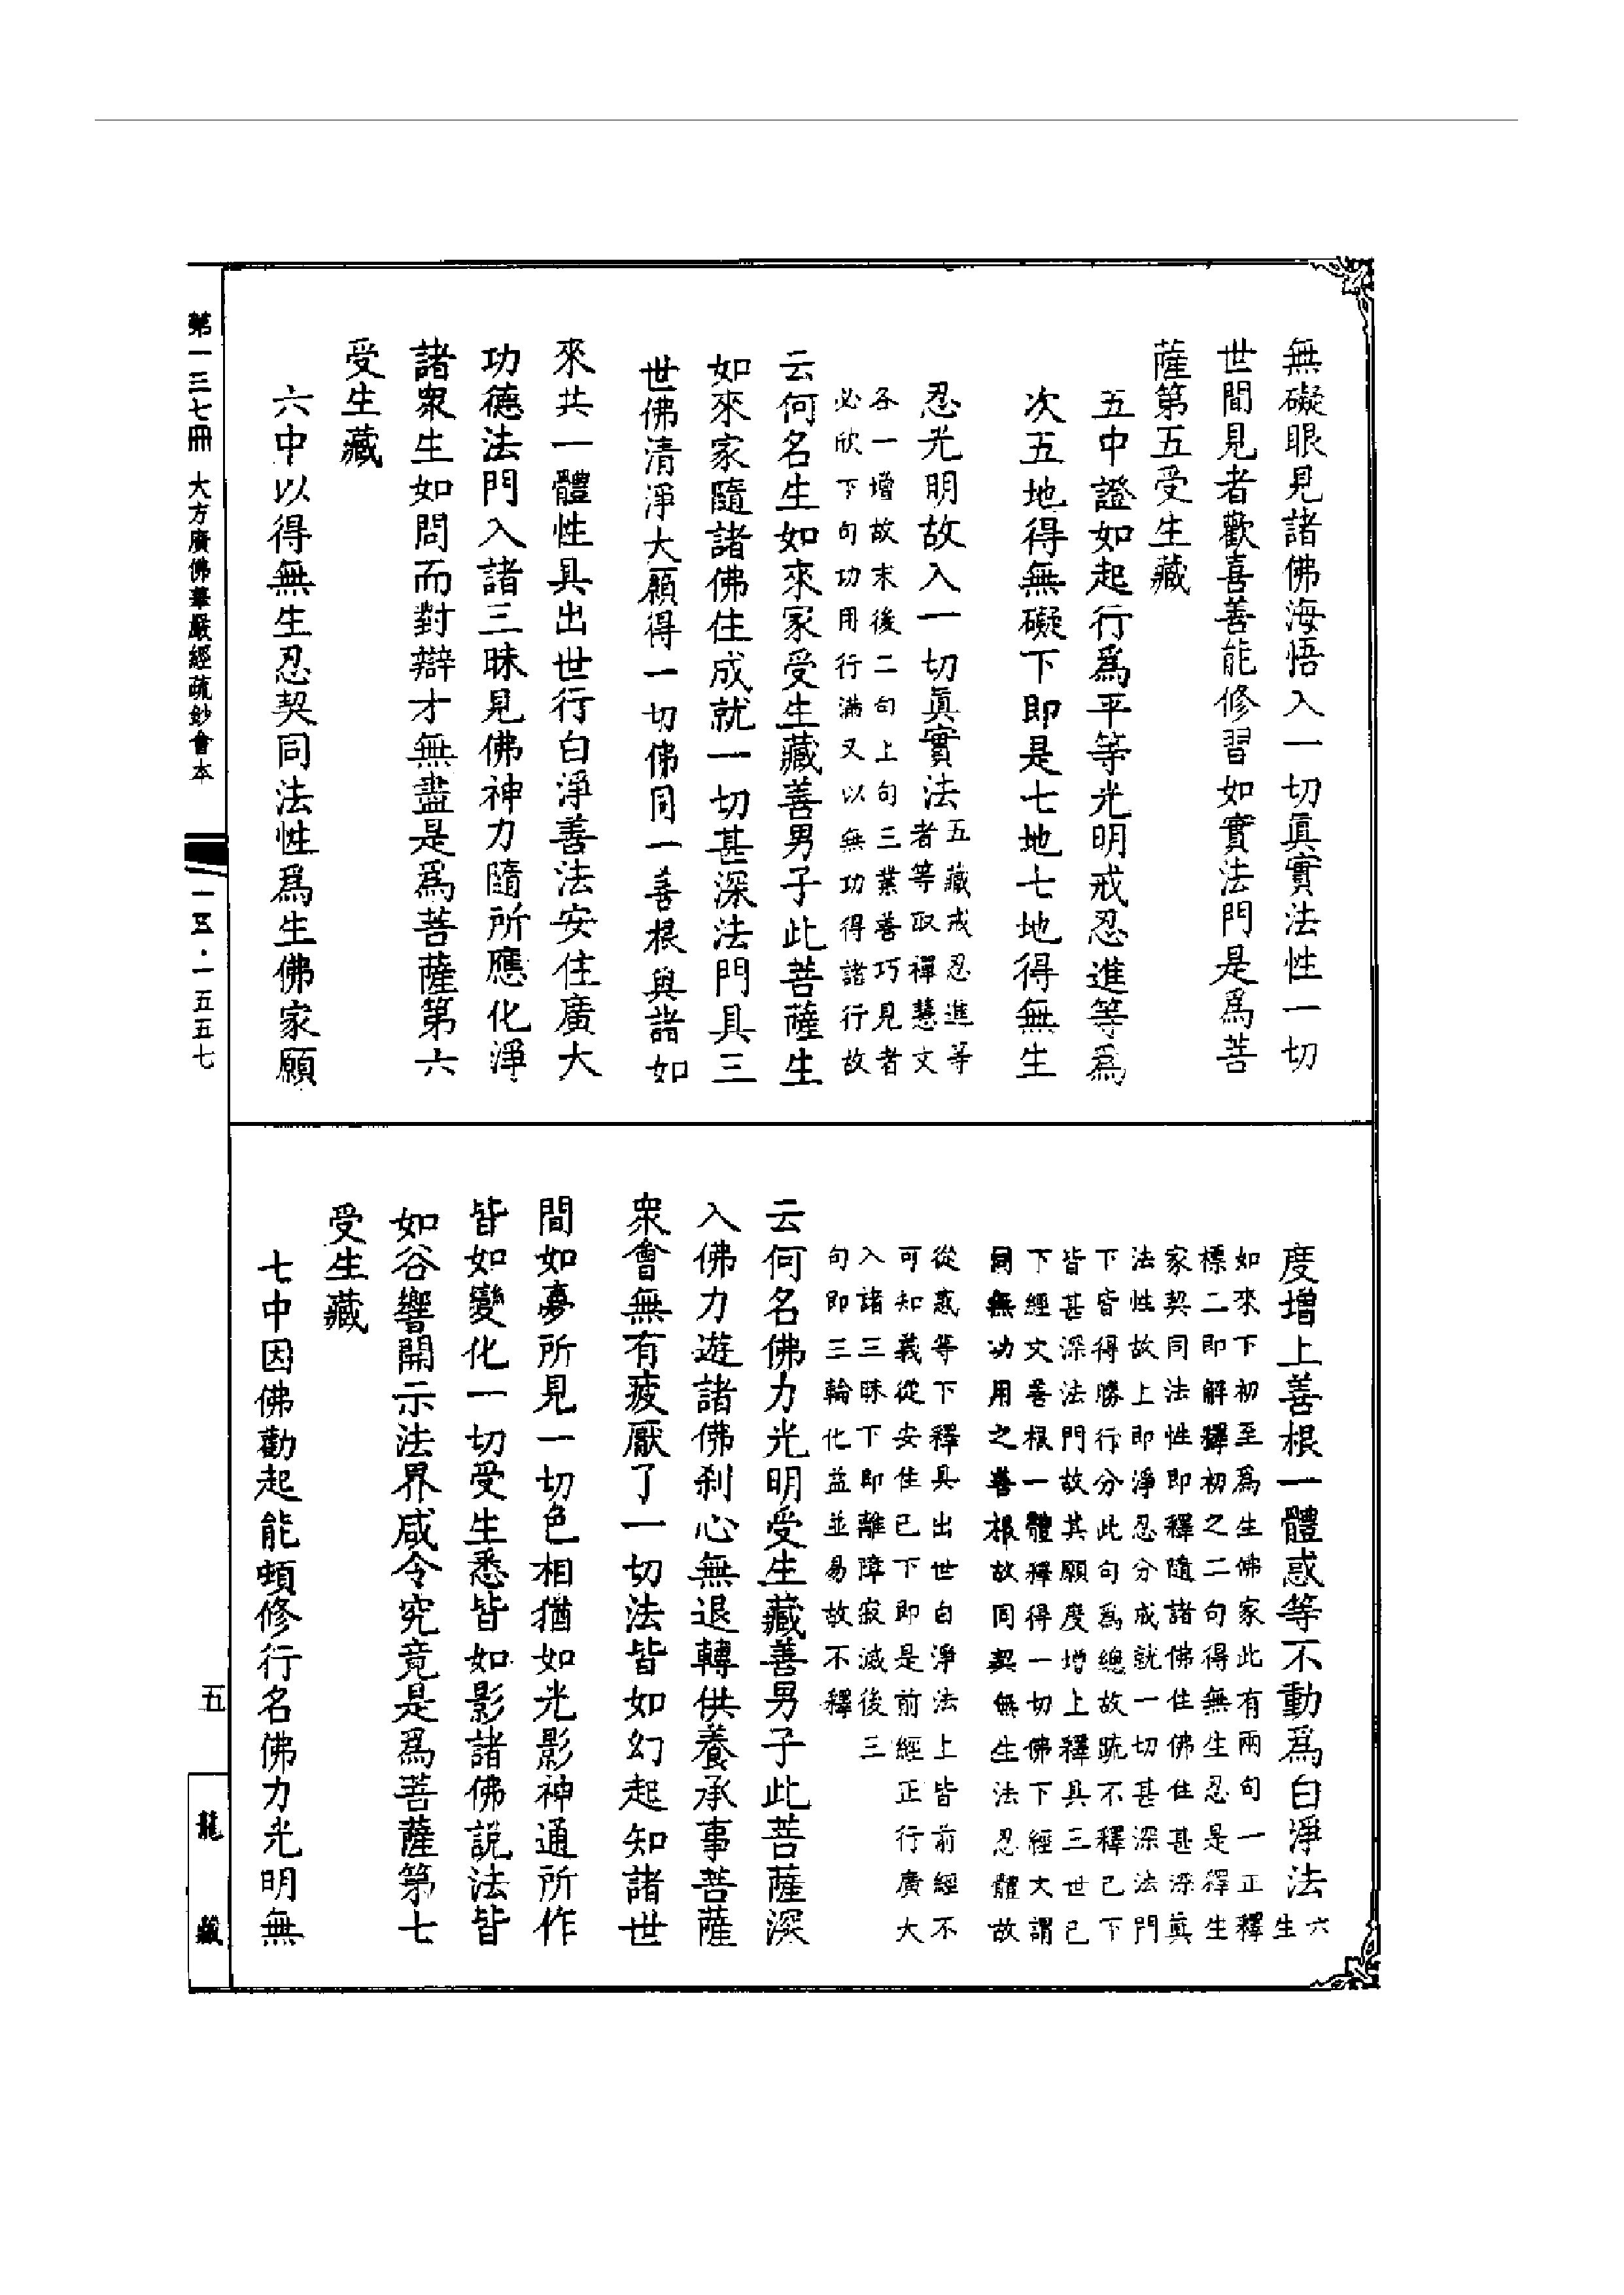 無礙眼見諸佛海悟入一切眞實法性一切
世間見者歡喜善能修習如實法門是爲菩
薩第五受生藏
五中證如起行爲平等光明戒忍進等爲
次五地得無礙下即是七地七地得無生
忍光明故入一切眞實法
五藏戒忍進等
者等取禪慧文
各一增故末後二句上句三業善巧見者
必欣下句功用行滿又以無功得諸行故
云何名生如來家受生藏善男子此菩薩生
如來家隨諸佛住成就一切甚深法門具三
世佛清淨大願得一切佛同一善根與諸如
來共一體性具出世行白淨善法安住廣大
功德法門入諸三昧見佛神力隨所應化淨
諸衆生如問而對辯才無盡是爲菩薩第六
受生藏
六中以得無生忍契同法性爲生佛家願
度增上善根一體惑等不動爲白淨法
六
生
如來下初至爲生佛家此有兩句一正釋
標二即解釋初之二句得無生忍是釋生
家契同法性即釋隨諸佛住佛住甚深眞
法性故上即淨忍分成就一切甚深法門
下皆得勝行分此句爲總故疏不釋已下
皆甚深法門故其願度增上釋具三世已
下經文善根一體釋得一切佛下經大謂
同無功用之善根故同契無生法忍體故
從惑等下釋具出世白淨法上皆前經不
可知義從安住已下即是前經正行廣大
入諸三昧下即離障寂滅後三
句即三輪化益並易故不釋
云何名佛力光明受生藏善男子此菩薩深
入佛力遊諸佛刹心無退轉供養承事菩薩
衆會無有疲厭了一切法皆如幻起知諸世
間如夢所見一切色相猶如光影神通所作
皆如變化一切受生悉皆如影諸佛說法皆
如谷響開示法界咸令究竟是爲菩薩第七
受生藏
七中因佛勸起能頓修行名佛力光明無
第一三七冊 大方廣佛華嚴經疏鈔會本
一三·一五五七
五
龍藏